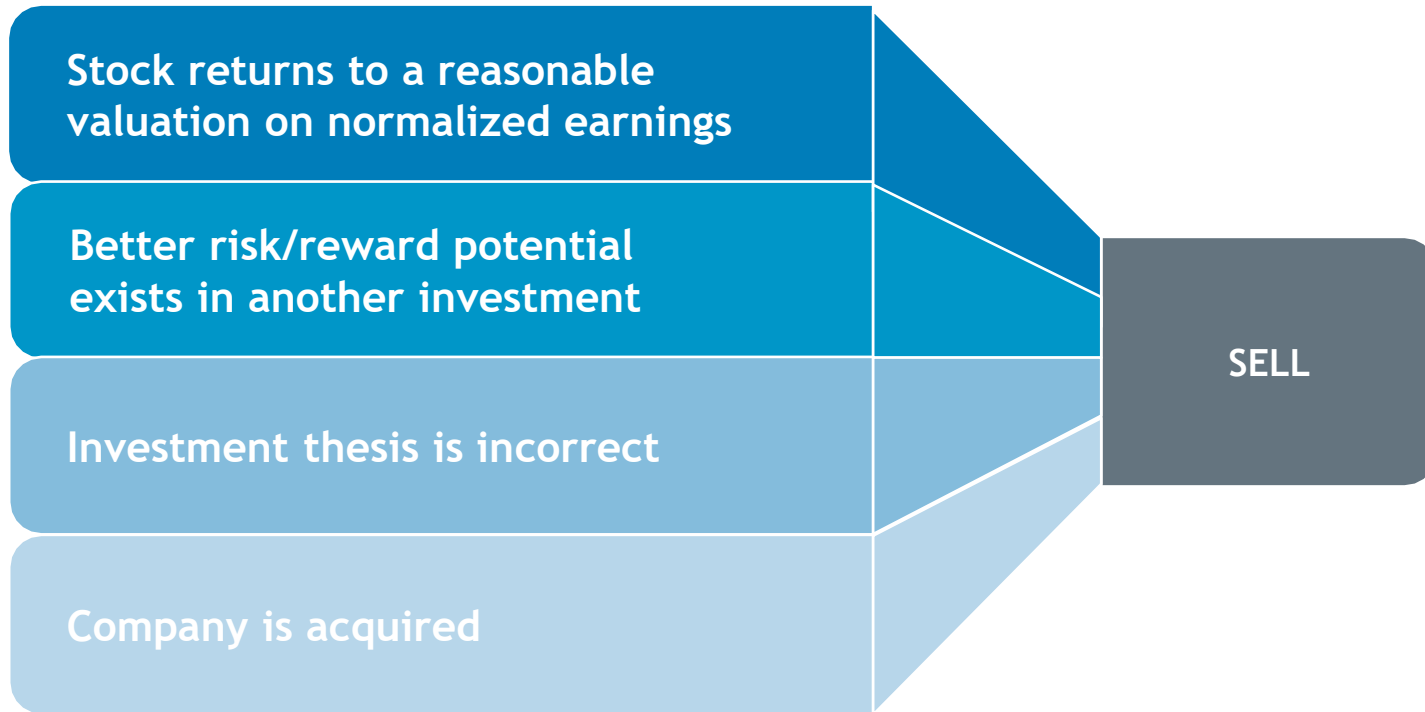 Stock returns to a reasonable
valuation on normalized earnings
Better risk/reward potential
exists in another investment
Investment thesis is incorrect
Company is acquired
SELL